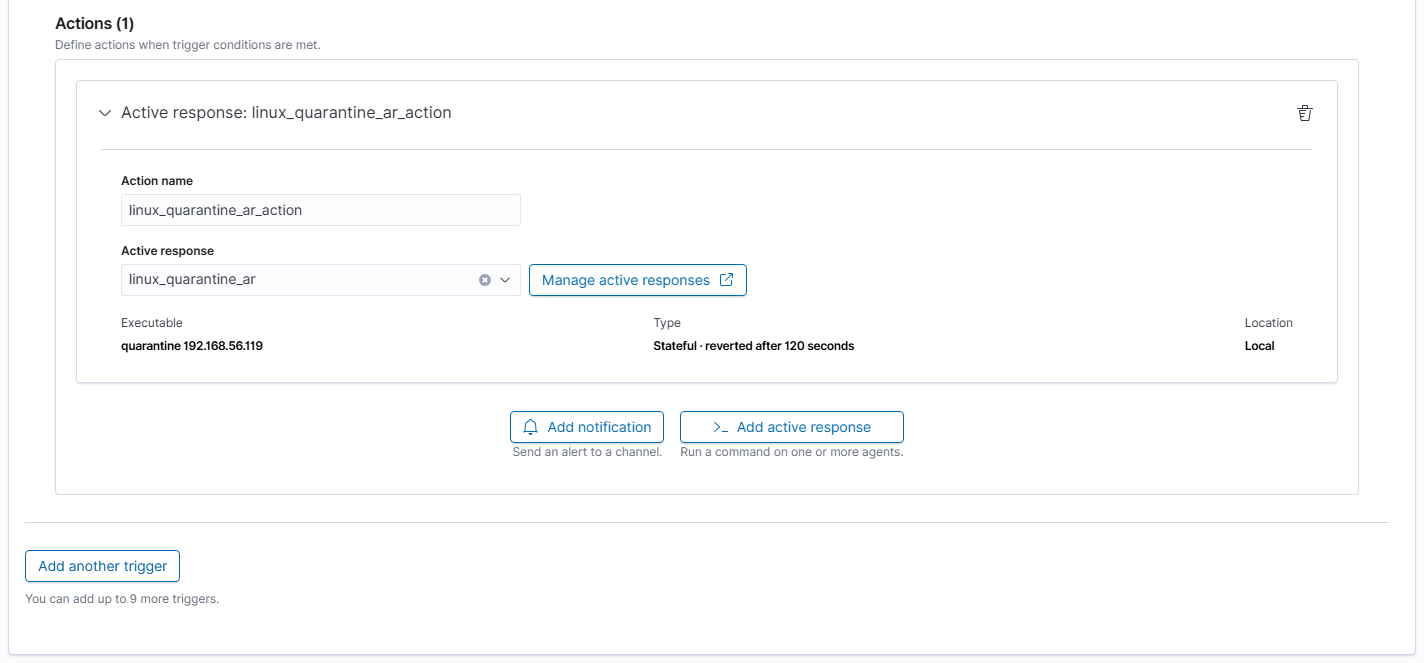 Actions (1)
Define actions when trigger conditions are met.
Active response: linux_quarantine_ar_action
Action name
linux_quarantine_ar_action
Active response
linux_quarantine_ar
Manage active responses
Executable Type Location
quarantine 192.168.56.119 Stateful · reverted after 120 seconds Local
Add notification >_ Add active response
Send an alert to a channel. Run a command on one or more agents.
Add another trigger
You can add up to 9 more triggers.